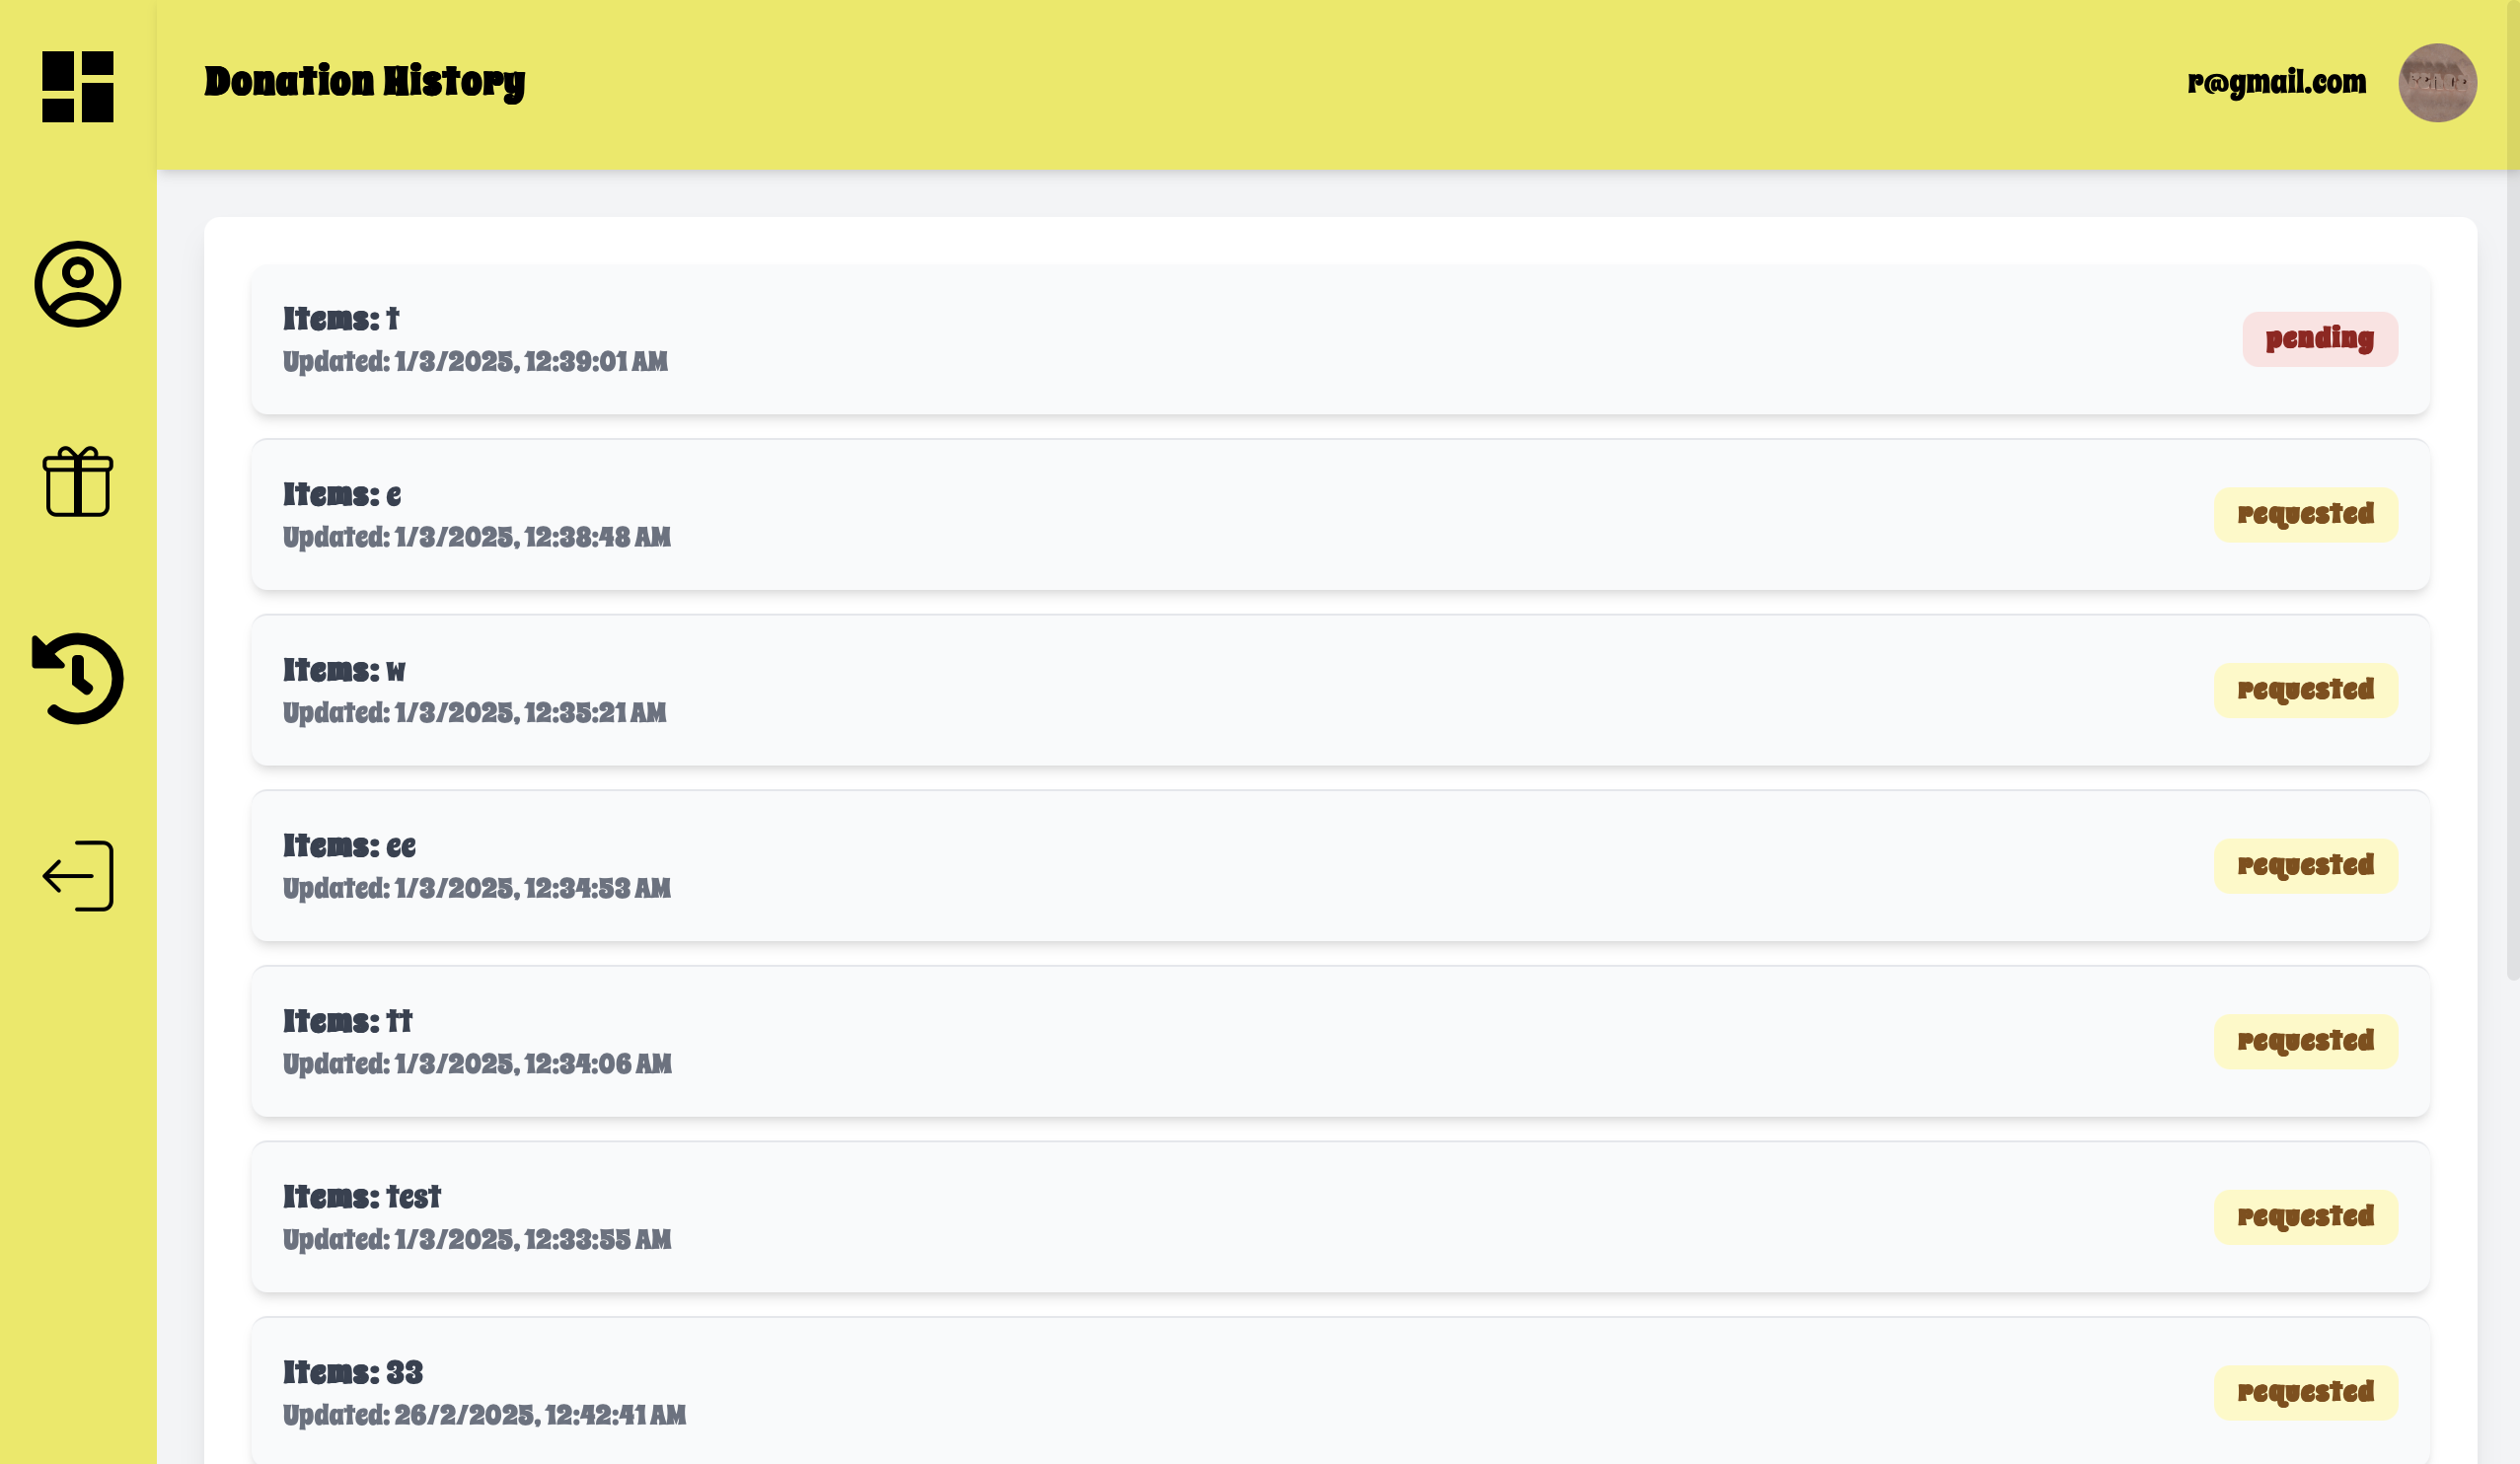 Donation History
r@gmail.com
Items: t
Updated: 1/3/2025, 12:39:01 AM
pending
Items: e
Updated: 1/3/2025, 12:38:48 AM
requested
Items: w
Updated: 1/3/2025, 12:35:21 AM
requested
Items: ee
Updated: 1/3/2025, 12:34:53 AM
requested
Items: tt
Updated: 1/3/2025, 12:34:06 AM
requested
Items: test
Updated: 1/3/2025, 12:33:55 AM
requested
Items: 33
Updated: 26/2/2025, 12:42:41 AM
requested